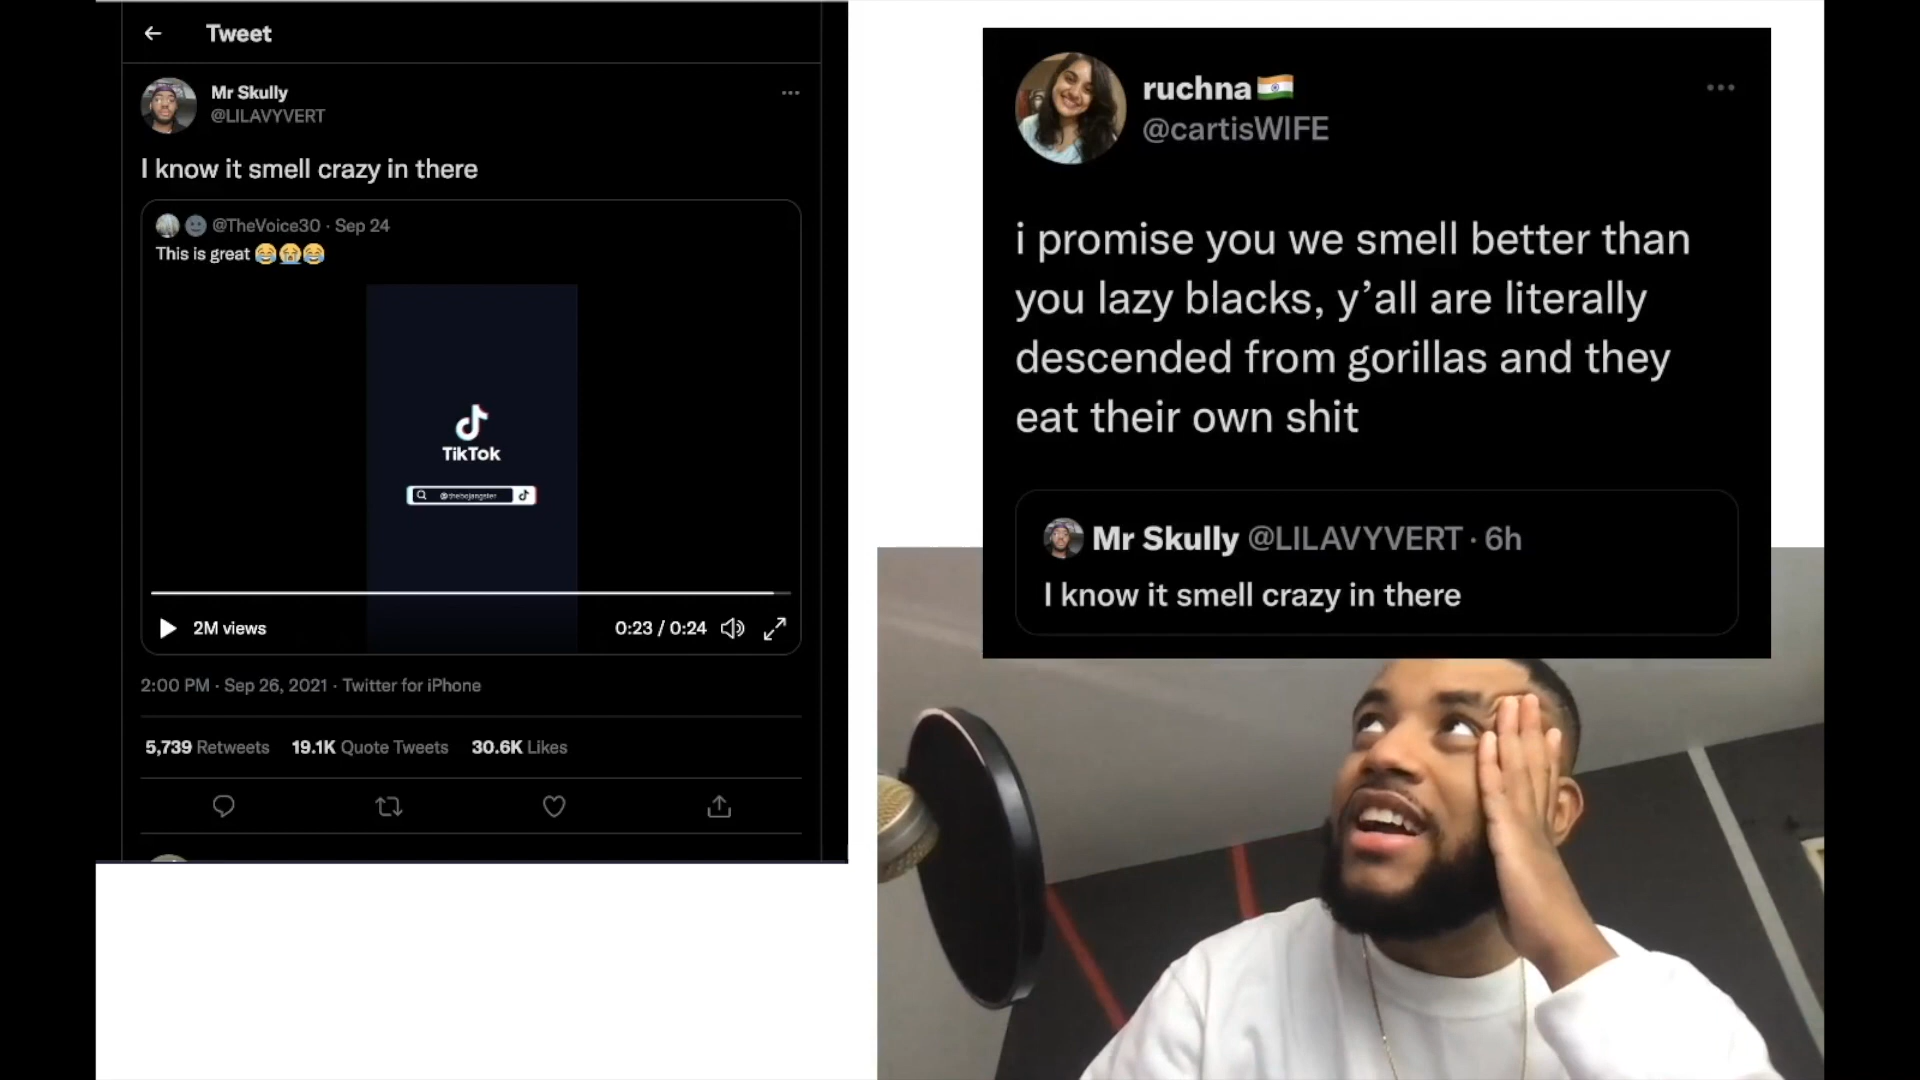 Tweet
Mr Skully
@LILAVYVERT
I know it smell crazy in there
@TheVoice30 · Sep 24
This is great 😂😭😂
TikTok
@thebojangster
2M views
0:23 / 0:24
2:00 PM · Sep 26, 2021 · Twitter for iPhone
5,739 Retweets 19.1K Quote Tweets 30.6K Likes
ruchna🇮🇳
@cartisWIFE
i promise you we smell better than
you lazy blacks, y’all are literally
descended from gorillas and they
eat their own shit
Mr Skully @LILAVYVERT · 6h
I know it smell crazy in there